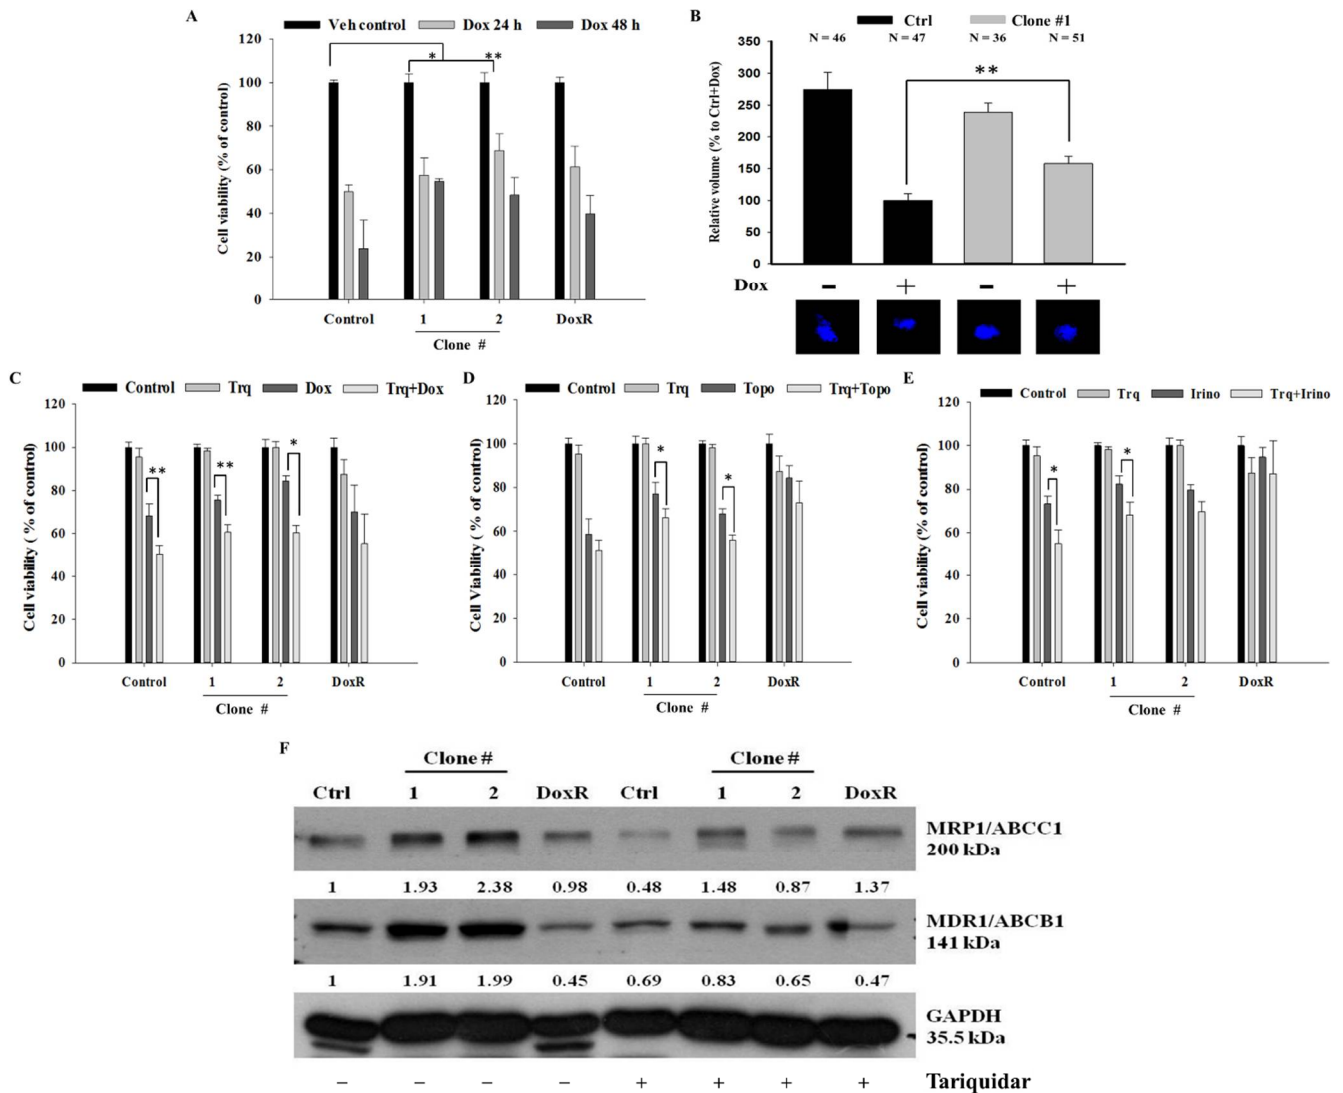 A
Veh control Dox 24 h Dox 48 h
Cell viability (% of control)
120
100
80
60
40
20
0
* **
Control 1 2 DoxR
Clone #
B
Ctrl Clone #1
N = 46 N = 47 N = 36 N = 51
Relative volume (% to Ctrl+Dox)
350
300
250
200
150
100
50
0
**
Dox - + - +
C
Control Trq Dox Trq+Dox
Cell viability ( % of control)
120
100
80
60
40
20
0
** ** *
Control 1 2 DoxR
Clone #
D
Control Trq Topo Trq+Topo
Cell Viability ( % of control)
120
100
80
60
40
20
0
* *
Control 1 2 DoxR
Clone #
E
Control Trq Irino Trq+Irino
Cell viability (% of control)
120
100
80
60
40
20
0
* *
Control 1 2 DoxR
Clone #
F
Clone # Clone #
Ctrl 1 2 DoxR Ctrl 1 2 DoxR
MRP1/ABCC1
200 kDa
1 1.93 2.38 0.98 0.48 1.48 0.87 1.37
MDR1/ABCB1
141 kDa
1 1.91 1.99 0.45 0.69 0.83 0.65 0.47
GAPDH
35.5 kDa
– – – – + + + + Tariquidar